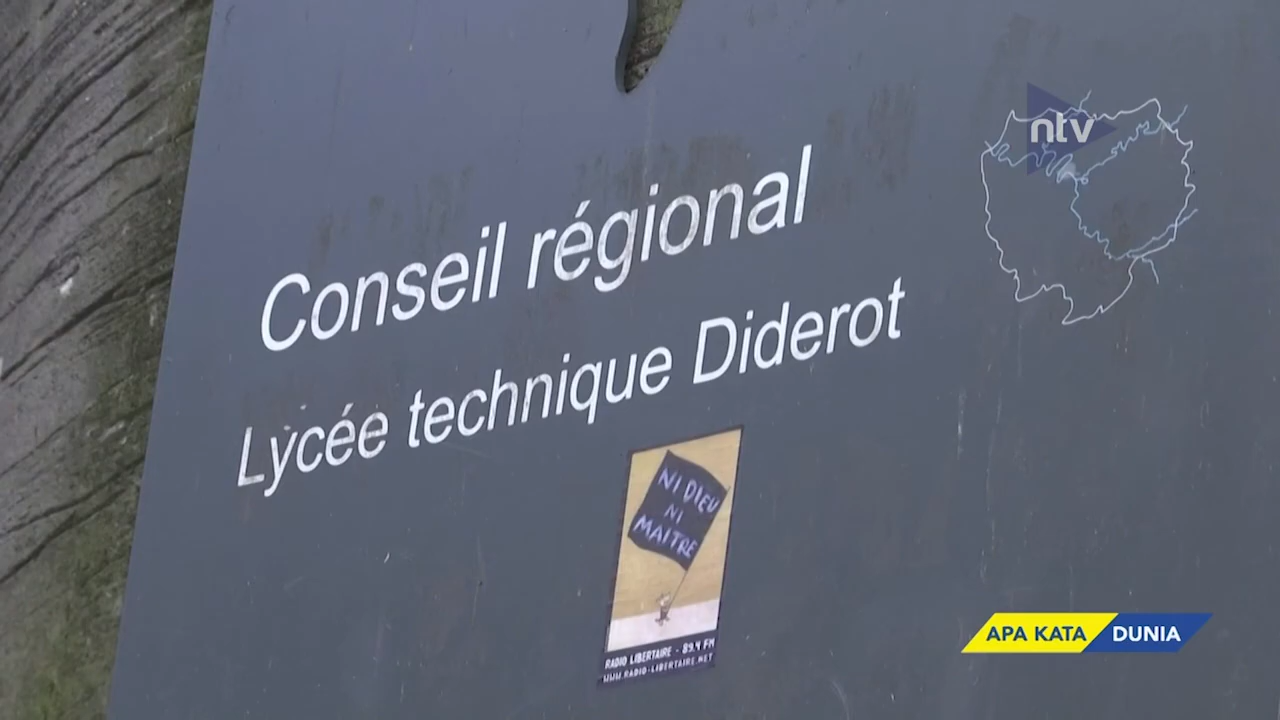 ntv
Conseil régional
Lycée technique Diderot
NI DIEU
NI
MAITRE
RADIO LIBERTAIRE - 89.4 FM
WWW.RADIO-LIBERTAIRE.NET
APA KATA DUNIA